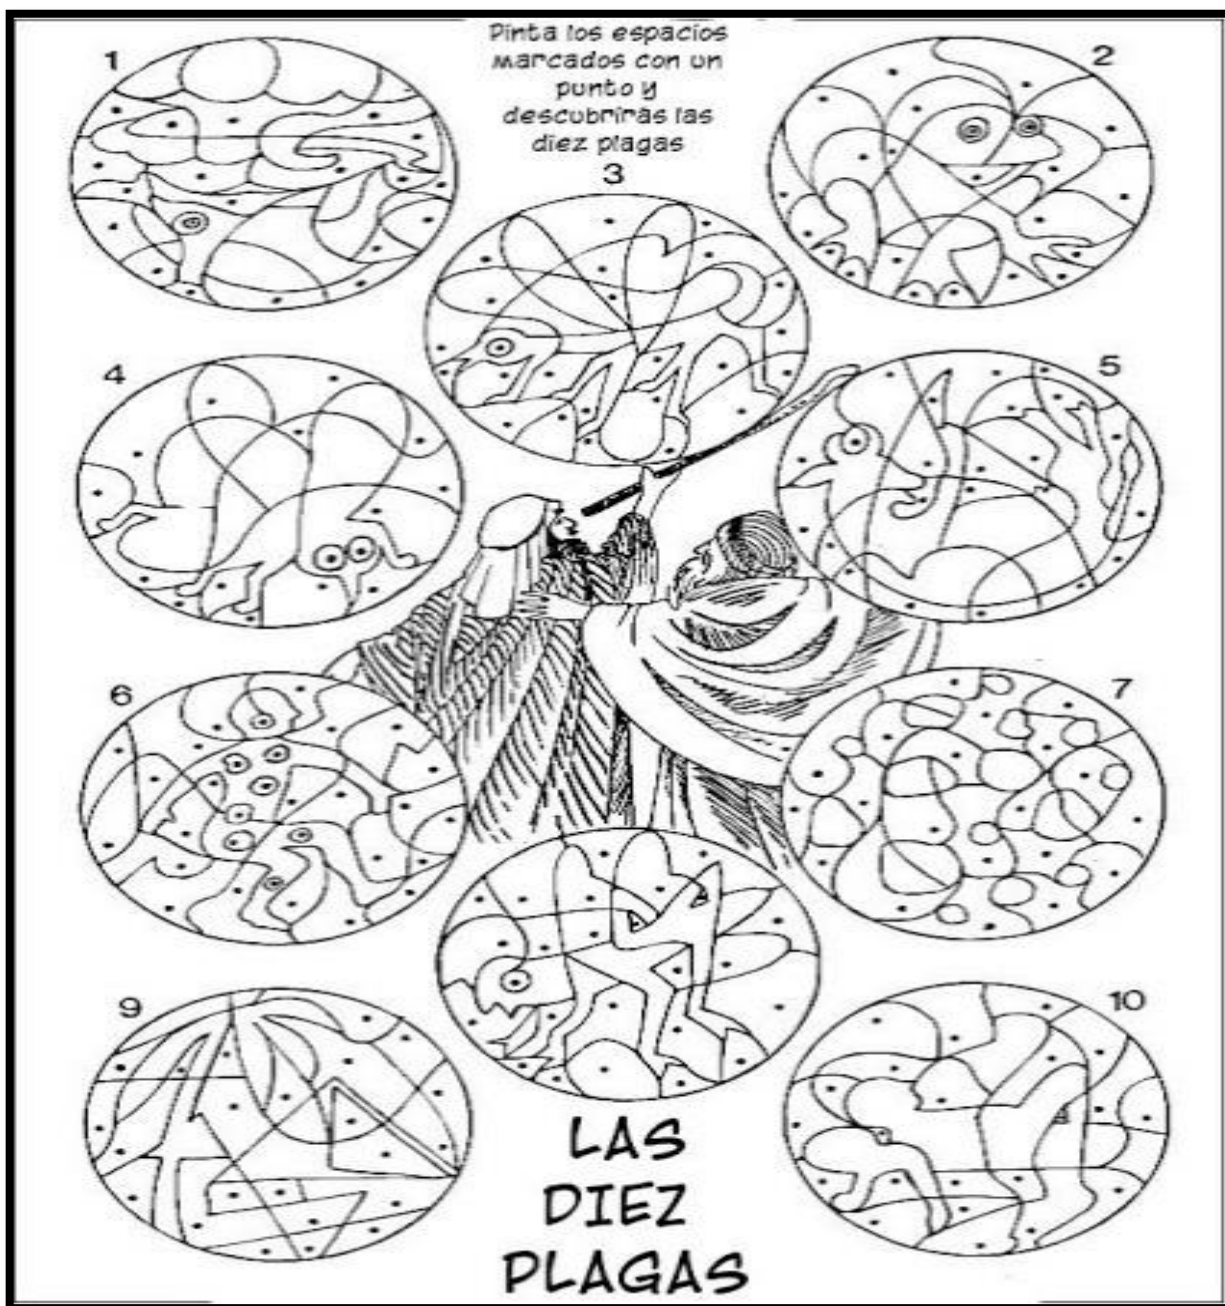 Pinta los espacios
marcados con un
punto y
descubrirás las
diez plagas
1
2
3
4
5
6
7
9
10
LAS
DIEZ
PLAGAS